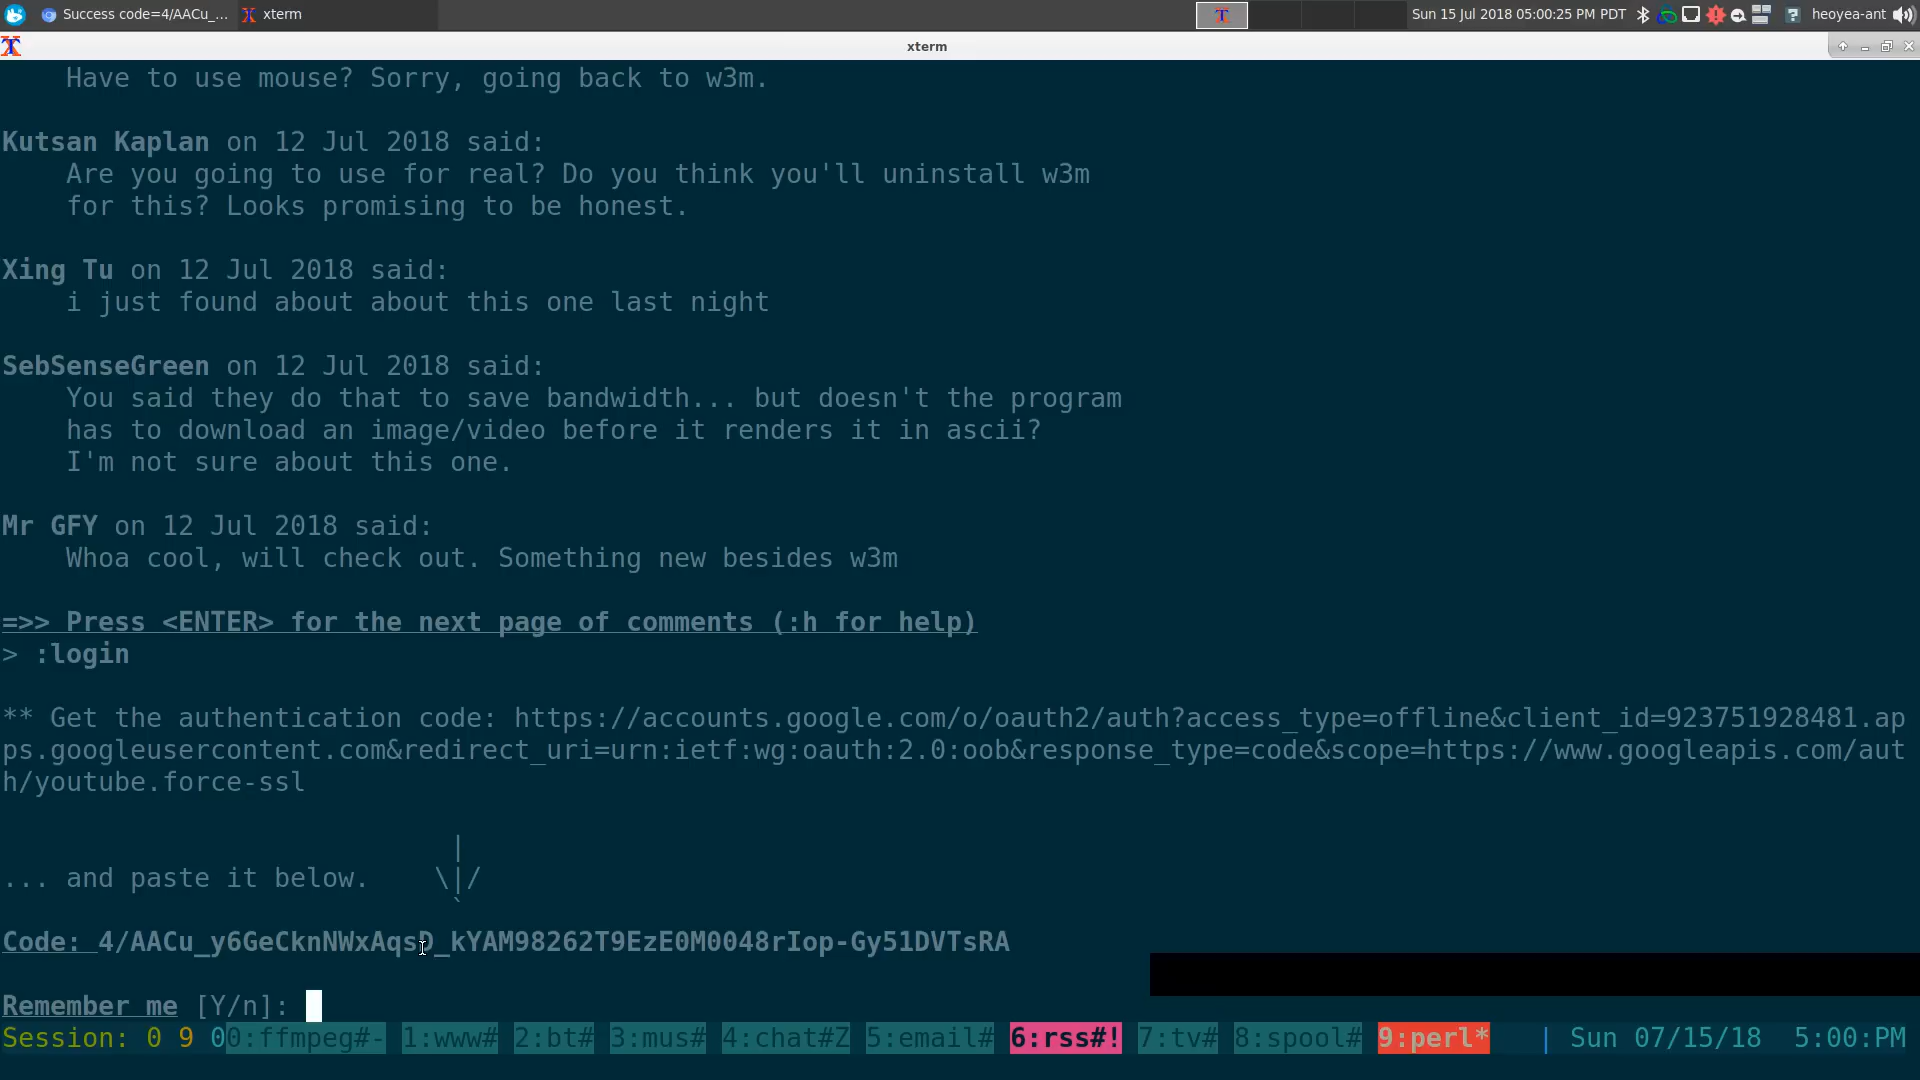 Success code=4/AACu_... xterm Sun 15 Jul 2018 05:00:25 PM PDT heoyea-ant
xterm
Have to use mouse? Sorry, going back to w3m.
Kutsan Kaplan on 12 Jul 2018 said:
Are you going to use for real? Do you think you'll uninstall w3m
for this? Looks promising to be honest.
Xing Tu on 12 Jul 2018 said:
i just found about about this one last night
SebSenseGreen on 12 Jul 2018 said:
You said they do that to save bandwidth... but doesn't the program
has to download an image/video before it renders it in ascii?
I'm not sure about this one.
Mr GFY on 12 Jul 2018 said:
Whoa cool, will check out. Something new besides w3m
=>> Press <ENTER> for the next page of comments (:h for help)
> :login
** Get the authentication code: https://accounts.google.com/o/oauth2/auth?access_type=offline&client_id=923751928481.ap
ps.googleusercontent.com&redirect_uri=urn:ietf:wg:oauth:2.0:oob&response_type=code&scope=https://www.googleapis.com/aut
h/youtube.force-ssl
... and paste it below.
Code: 4/AACu_y6GeCknNWxAqsD_kYAM98262T9EzE0M0048rIop-Gy51DVTsRA
Remember me [Y/n]:
Session: 0 9 00:ffmpeg#- 1:www# 2:bt# 3:mus# 4:chat#Z 5:email# 6:rss#! 7:tv# 8:spool# 9:perl* | Sun 07/15/18 5:00:PM